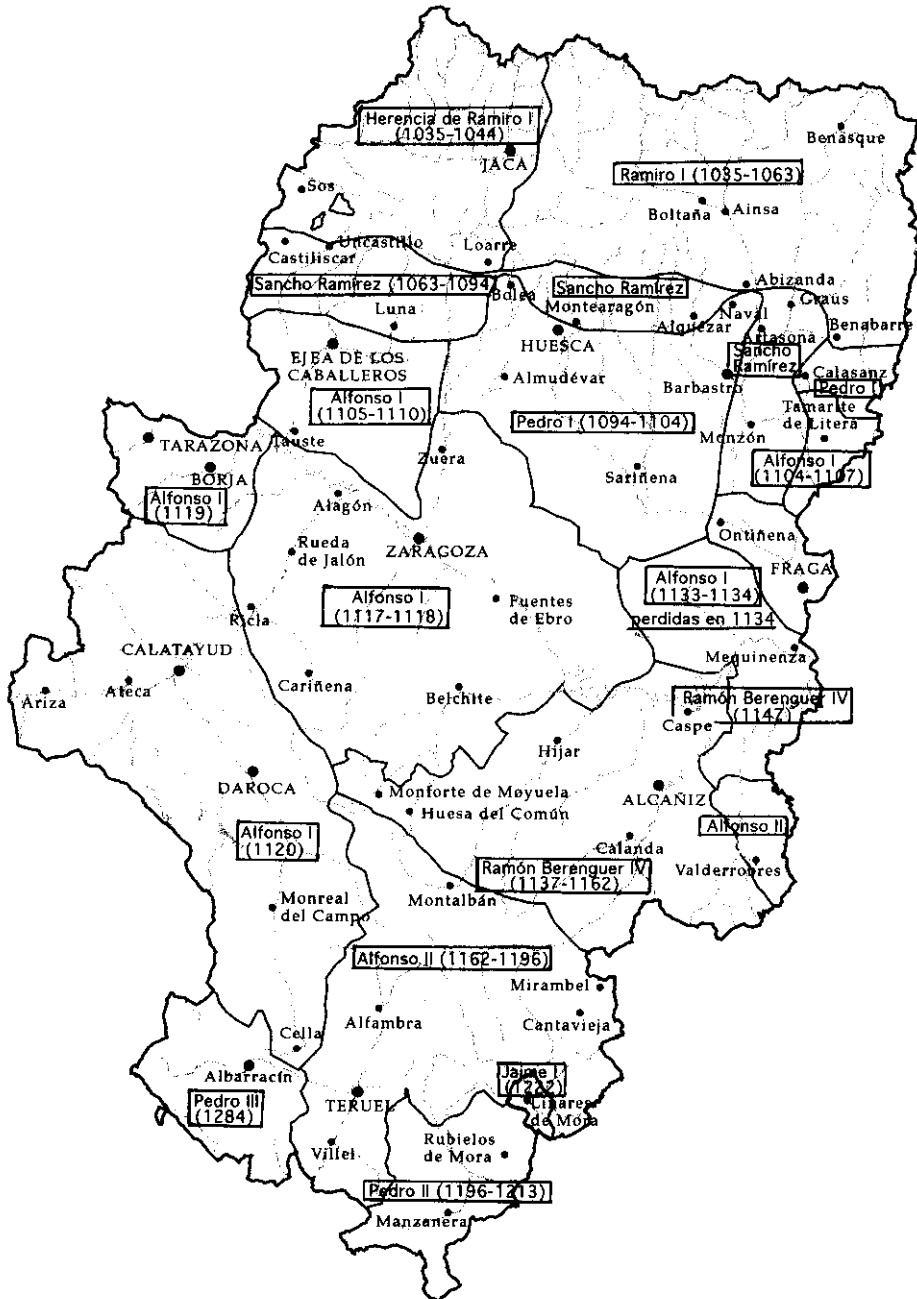 Herencia de Ramiro I
(1035-1044)
JACA
Benasque
Ramiro I (1035-1063)
Sos
Boltaña
Ainsa
Castiliscar
Uncastillo
Loarre
Sancho Ramírez (1063-1094)
Bolea
Sancho Ramírez
Abizanda
Graus
Luna
Montearagón
Alquézar
Naval
Artasona
Benabarre
EJEA DE LOS
CABALLEROS
HUESCA
Sancho
Ramírez
Almudévar
Barbastro
Calasanz
Pedro I
Alfonso I
(1105-1110)
Tamarite
de Litera
Pedro I (1094-1104)
Monzón
TARAZONA
Tauste
Zuera
BORJA
Sariñena
Alfonso I
(1104-1107)
Alfonso I
(1119)
Alagón
Ontiñena
Rueda
de Jalón
ZARAGOZA
FRAGA
Alfonso I
(1133-1134)
perdidas en 1134
Alfonso I
(1117-1118)
Fuentes
de Ebro
Ricla
CALATAYUD
Mequinenza
Ariza
Ateca
Cariñena
Belchite
Ramón Berenguer IV
(1147)
Caspe
Híjar
DAROCA
Monforte de Moyuela
ALCAÑIZ
Huesa del Común
Alfonso I
(1120)
Alfonso II
Calanda
Valderrobres
Ramón Berenguer IV
(1137-1162)
Montalbán
Monreal
del Campo
Alfonso II (1162-1196)
Mirambel
Alfambra
Cantavieja
Cella
Albarracín
Jaime I
(1222)
Pedro III
(1284)
TERUEL
Linares
de Mora
Villel
Rubielos
de Mora
Pedro II (1196-1213)
Manzanera